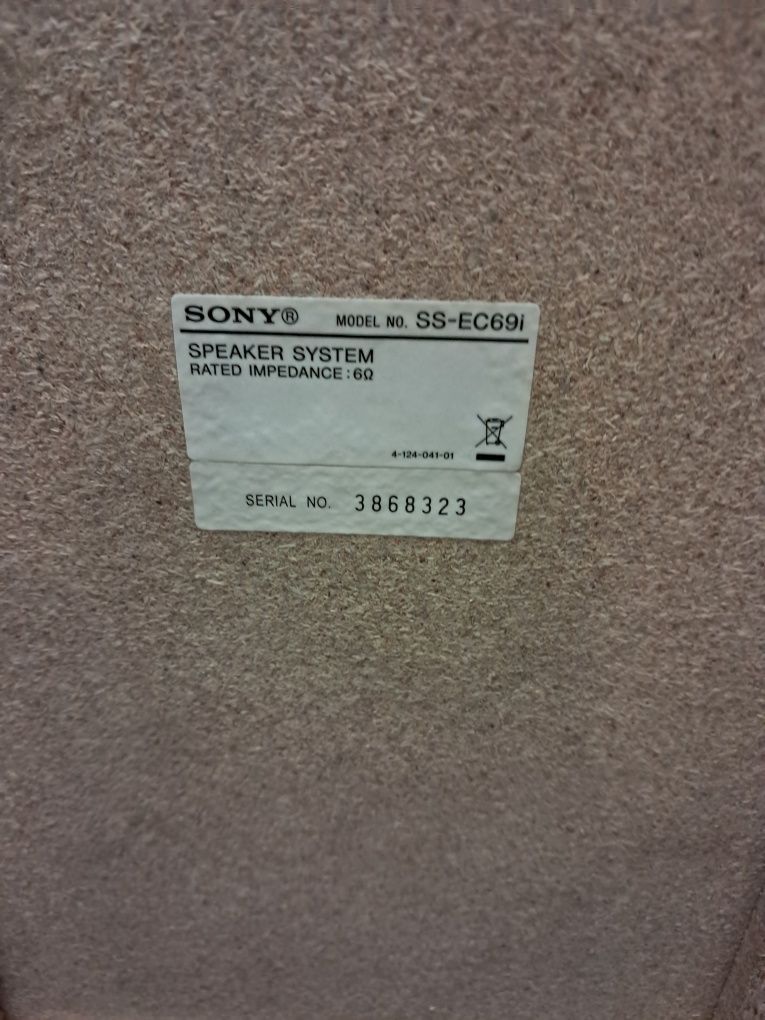 SONY® MODEL NO. SS-EC69i
SPEAKER SYSTEM
RATED IMPEDANCE : 6Ω
4-124-041-01
SERIAL NO. 3868323